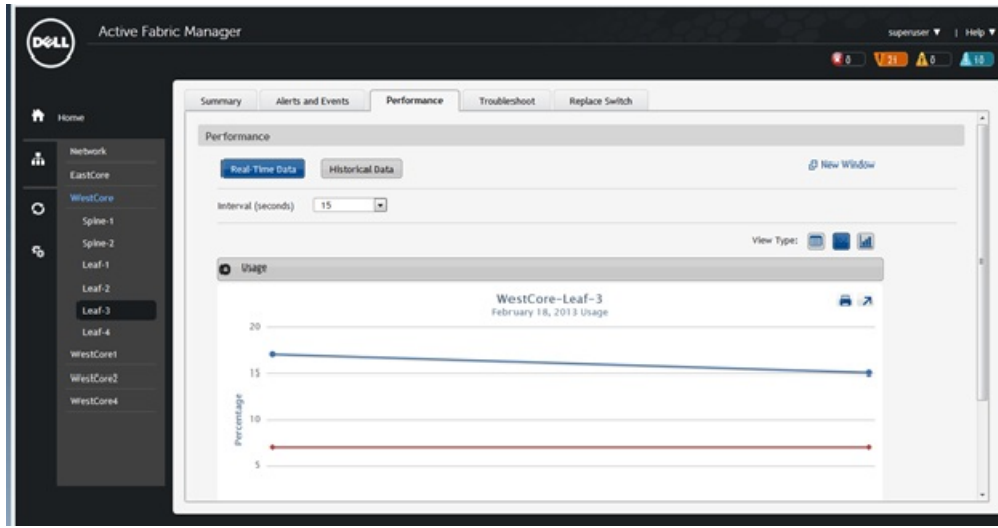 DELL
Active Fabric Manager
superuser ▼ | Help ▼
0 21 0 10
Summary Alerts and Events Performance Troubleshoot Replace Switch
Home
Network
EastCore
WestCore
Spine-1
Spine-2
Leaf-1
Leaf-2
Leaf-3
Leaf-4
WestCore1
WestCore2
WestCore4
Performance
Real-Time Data Historical Data
New Window
Interval (seconds) 15
View Type:
Usage
WestCore-Leaf-3
February 18, 2013 Usage
Percentage
20
15
10
5